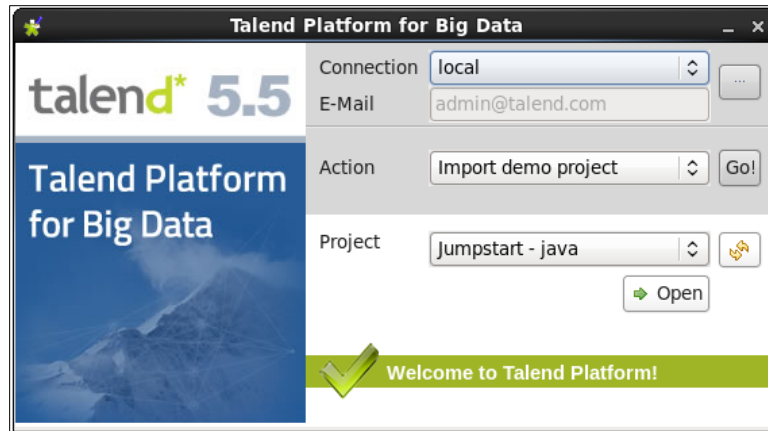 Talend Platform for Big Data
talend* 5.5
Talend Platform
for Big Data
Connection local ...
E-Mail admin@talend.com
Action Import demo project Go!
Project Jumpstart - java
Open
Welcome to Talend Platform!